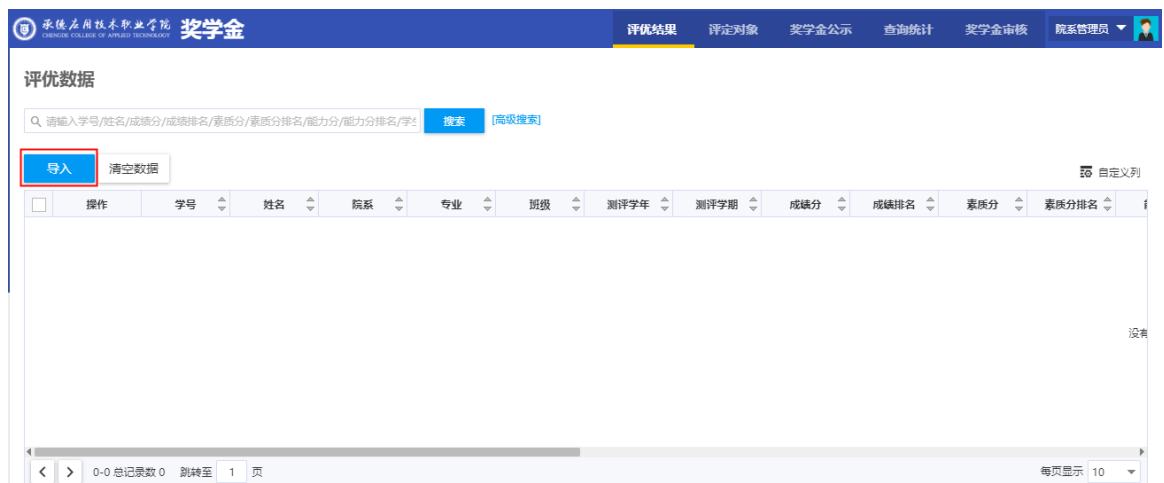 承德应用技术职业学院 奖学金 评优结果 评定对象 奖学金公示 查询统计 奖学金审核 院系管理员
CHENGDE COLLEGE OF APPLIED TECHNOLOGY
评优数据
请输入学号/姓名/成绩分/成绩排名/素质分/素质分排名/能力分/能力分排名/学 搜索 [高级搜索]
导入 清空数据 自定义列
操作 学号 姓名 院系 专业 班级 测评学年 测评学期 成绩分 成绩排名 素质分 素质分排名
没有
0-0 总记录数 0 跳转至 1 页 每页显示 10